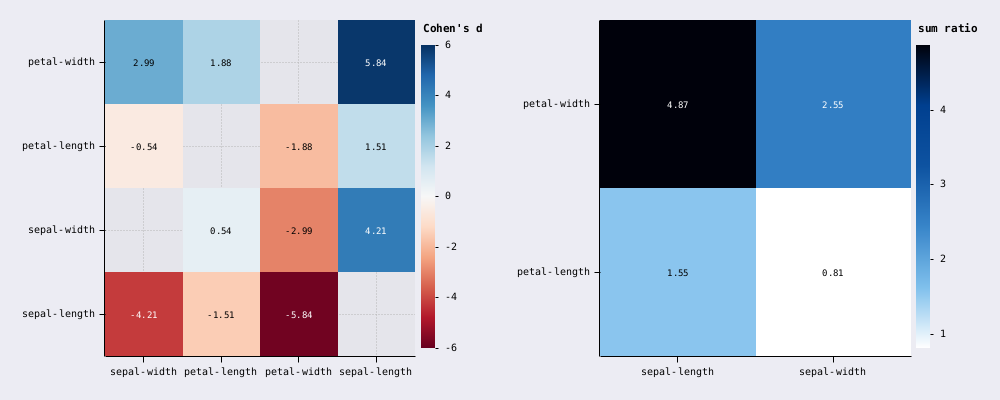 Cohen's d
petal-width
2.99
1.88
5.84
petal-length
-0.54
-1.88
1.51
sepal-width
0.54
-2.99
4.21
sepal-length
-4.21
-1.51
-5.84
sepal-width petal-length petal-width sepal-length
6
4
2
0
-2
-4
-6
sum ratio
petal-width
4.87
2.55
petal-length
1.55
0.81
sepal-length
sepal-width
4
3
2
1